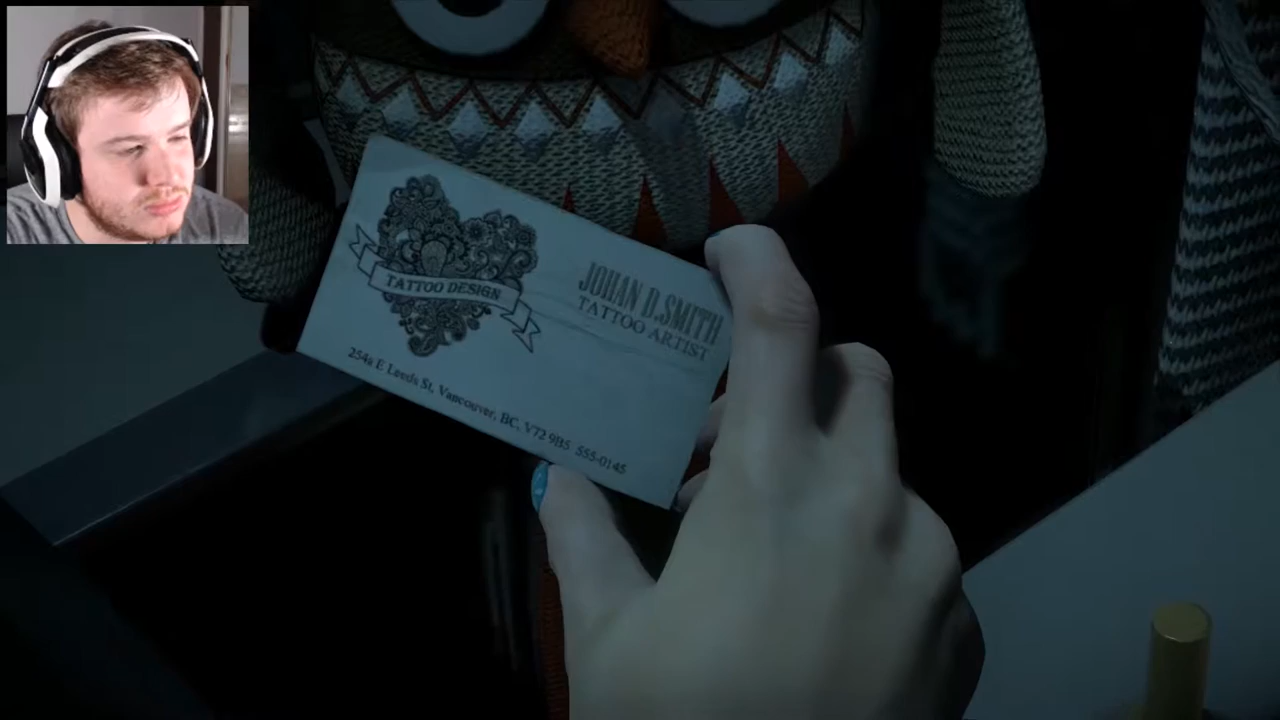 TATTOO DESIGN
JOHAN D.SMITH
TATTOO ARTIST
254a E Leeds St, Vancouver, BC, V72 9B5 555-0145